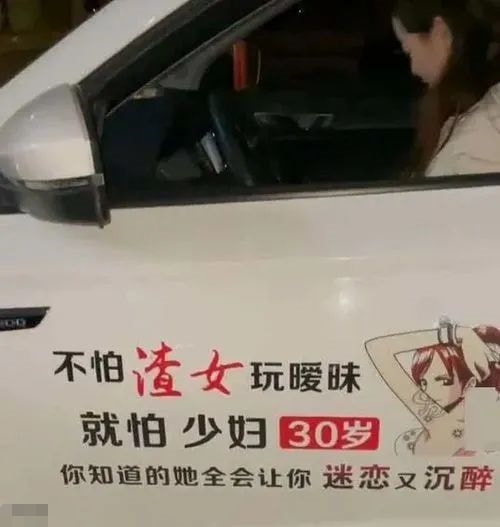 不怕渣女玩暧昧
就怕少妇30岁
你知道的她全会让你迷恋又沉醉